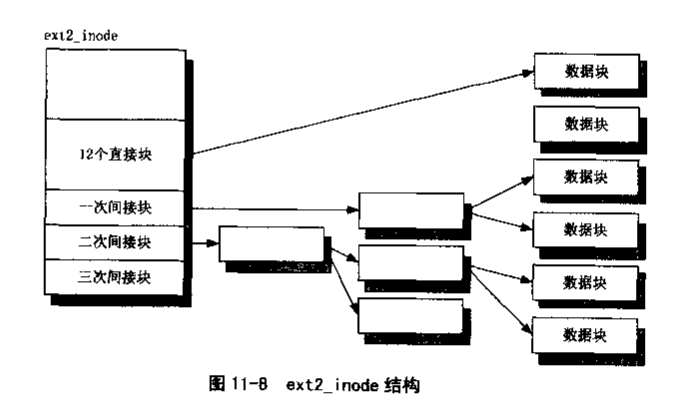 ext2_inode
数据块
数据块
12个直接块
数据块
一次间接块
数据块
二次间接块
数据块
三次间接块
数据块
图 11-8 ext2_inode 结构